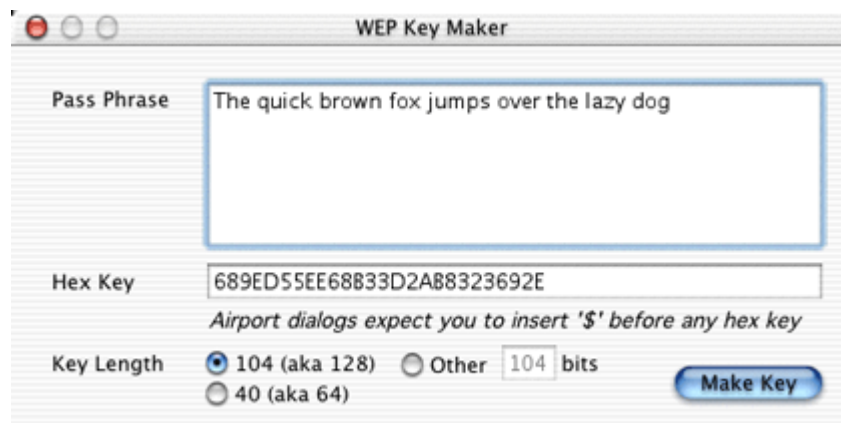 WEP Key Maker
Pass Phrase
The quick brown fox jumps over the lazy dog
Hex Key
689ED55EE68B33D2AB8323692E
Airport dialogs expect you to insert '$' before any hex key
Key Length
104 (aka 128) Other 104 bits
40 (aka 64)
Make Key